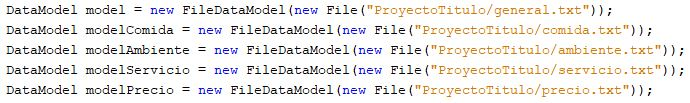 DataModel model = new FileDataModel(new File("ProyectoTitulo/general.txt"));
DataModel modelComida = new FileDataModel(new File("ProyectoTitulo/comida.txt"));
DataModel modelAmbiente = new FileDataModel(new File("ProyectoTitulo/ambiente.txt"));
DataModel modelServicio = new FileDataModel(new File("ProyectoTitulo/servicio.txt"));
DataModel modelPrecio = new FileDataModel(new File("ProyectoTitulo/precio.txt"));